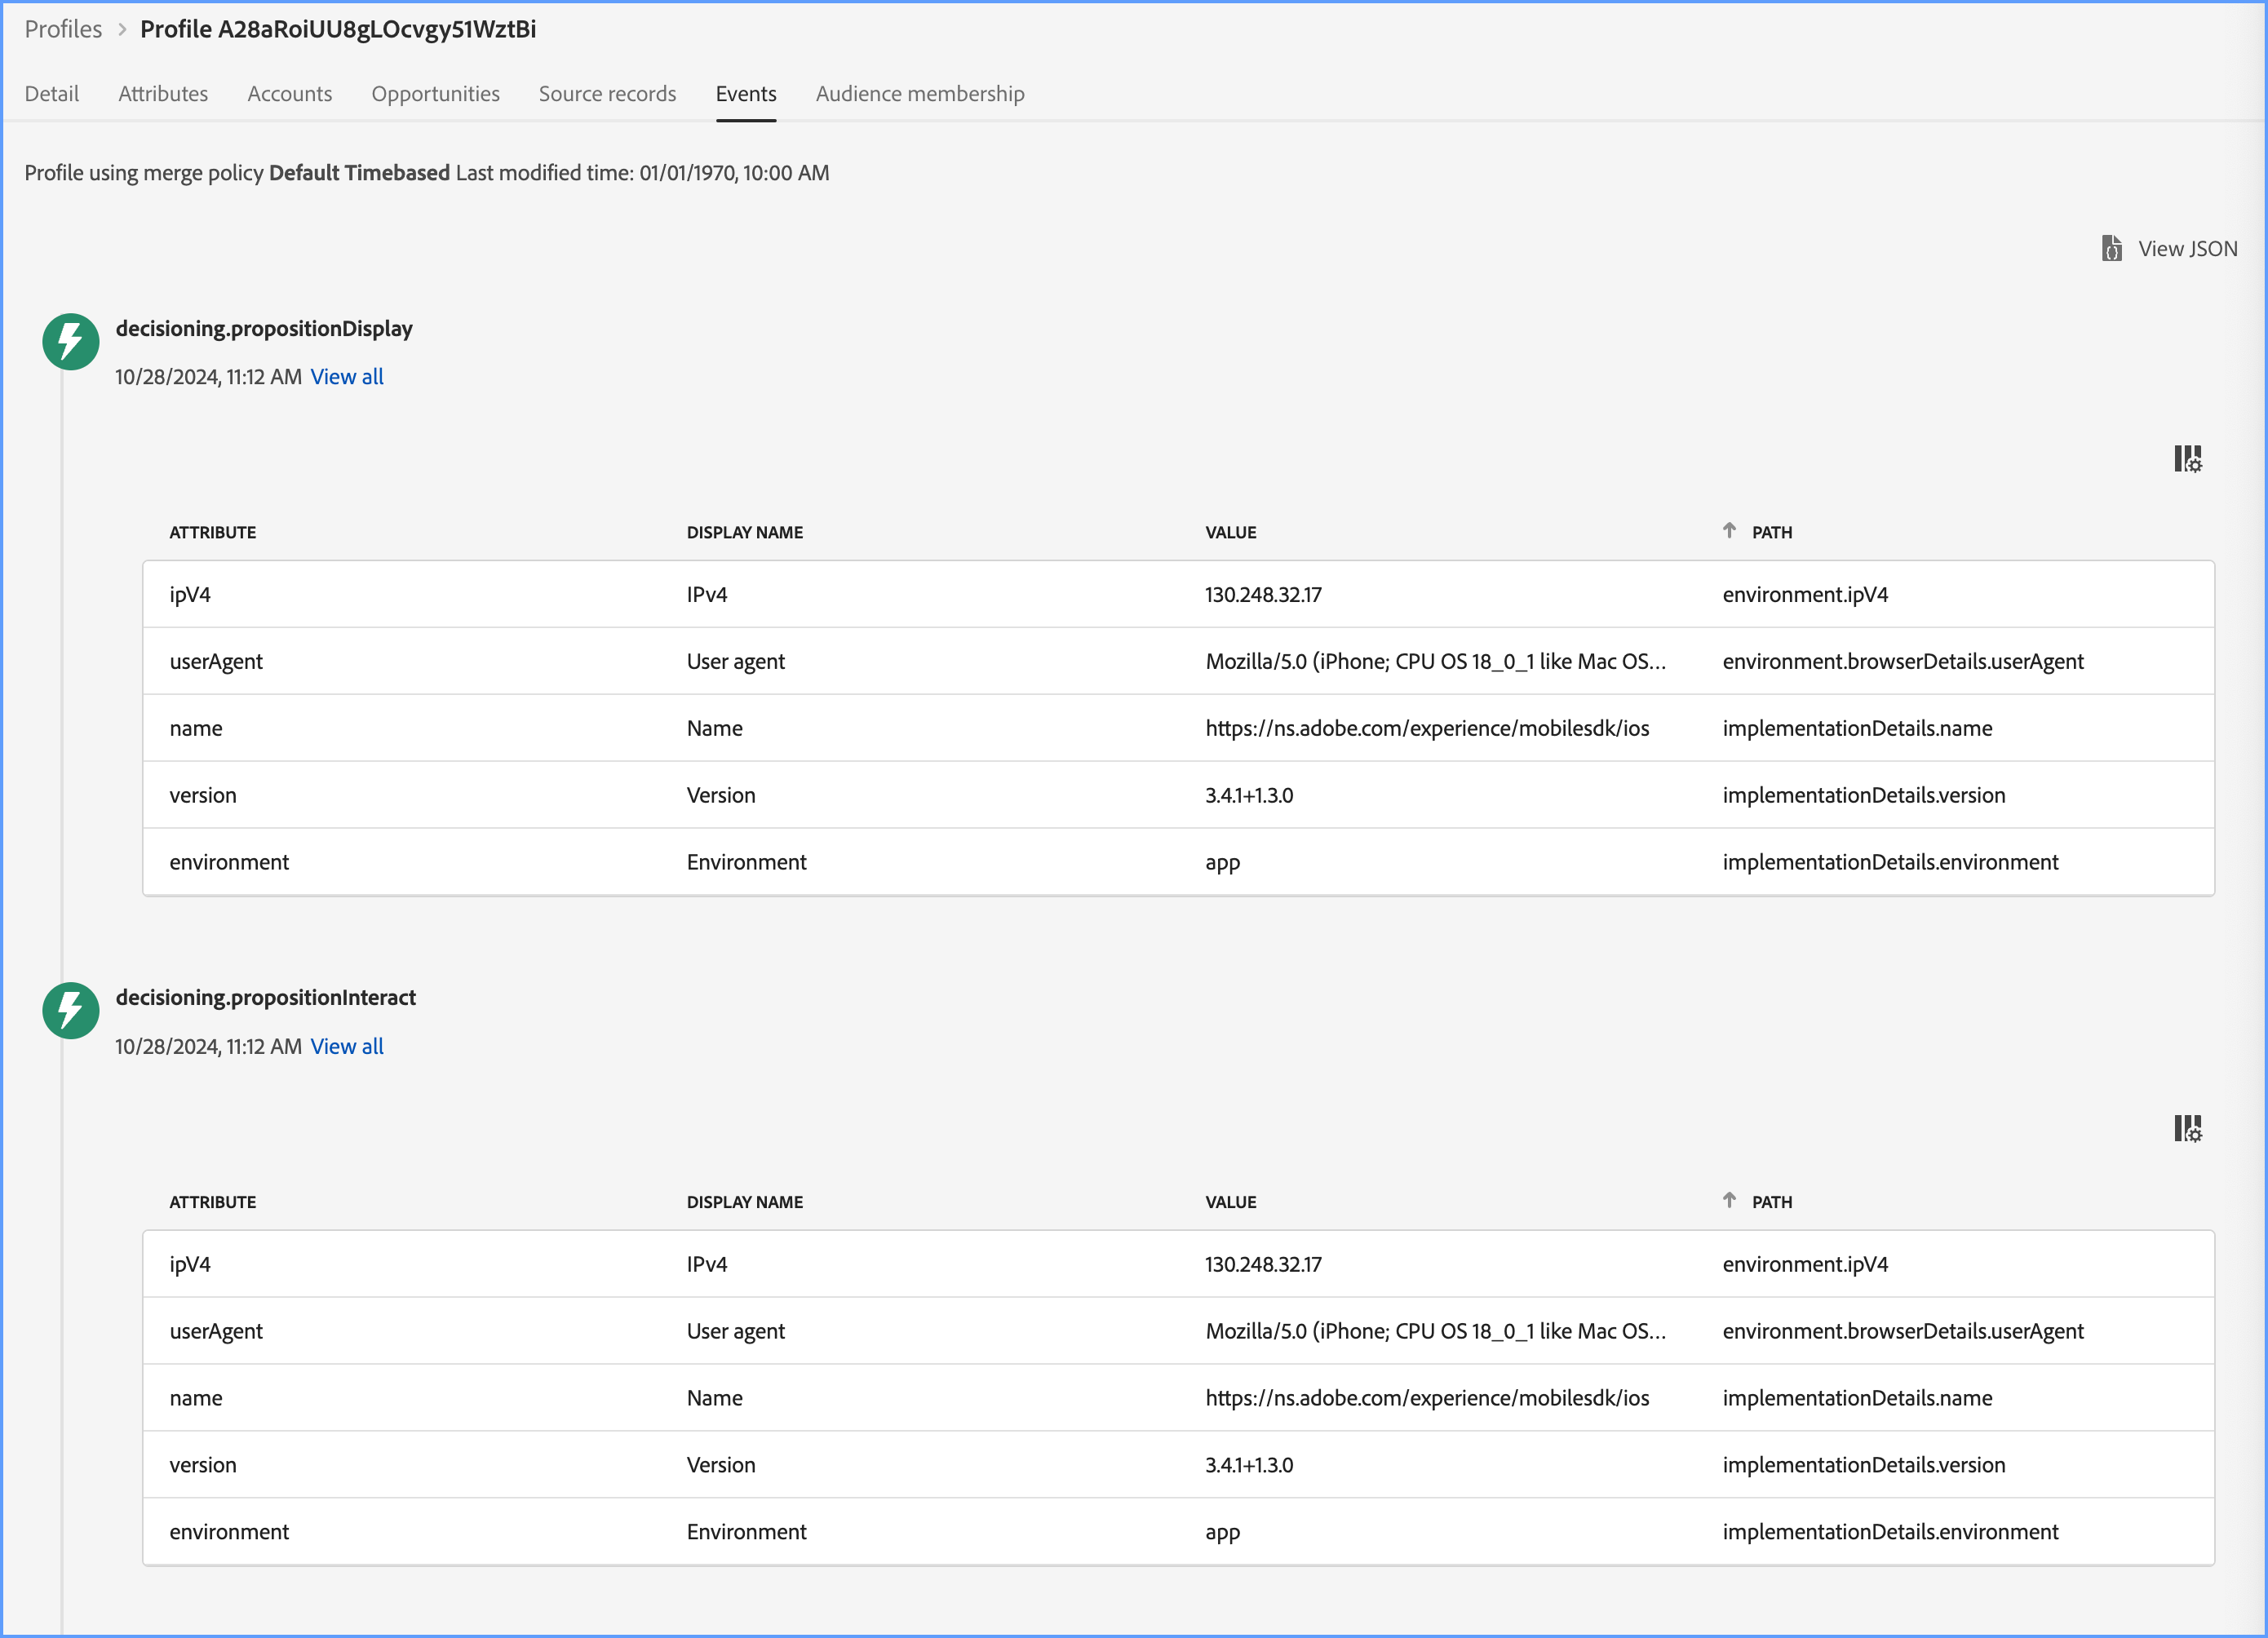 Profiles > Profile A28aRoiUU8gLOcvgy51WztBi
Detail Attributes Accounts Opportunities Source records Events Audience membership
Profile using merge policy Default Timebased Last modified time: 01/01/1970, 10:00 AM
View JSON
decisioning.propositionDisplay
10/28/2024, 11:12 AM View all
ATTRIBUTE DISPLAY NAME VALUE PATH
ipV4 IPv4 130.248.32.17 environment.ipV4
userAgent User agent Mozilla/5.0 (iPhone; CPU OS 18_0_1 like Mac OS... environment.browserDetails.userAgent
name Name https://ns.adobe.com/experience/mobilesdk/ios implementationDetails.name
version Version 3.4.1+1.3.0 implementationDetails.version
environment Environment app implementationDetails.environment
decisioning.propositionInteract
10/28/2024, 11:12 AM View all
ATTRIBUTE DISPLAY NAME VALUE PATH
ipV4 IPv4 130.248.32.17 environment.ipV4
userAgent User agent Mozilla/5.0 (iPhone; CPU OS 18_0_1 like Mac OS... environment.browserDetails.userAgent
name Name https://ns.adobe.com/experience/mobilesdk/ios implementationDetails.name
version Version 3.4.1+1.3.0 implementationDetails.version
environment Environment app implementationDetails.environment